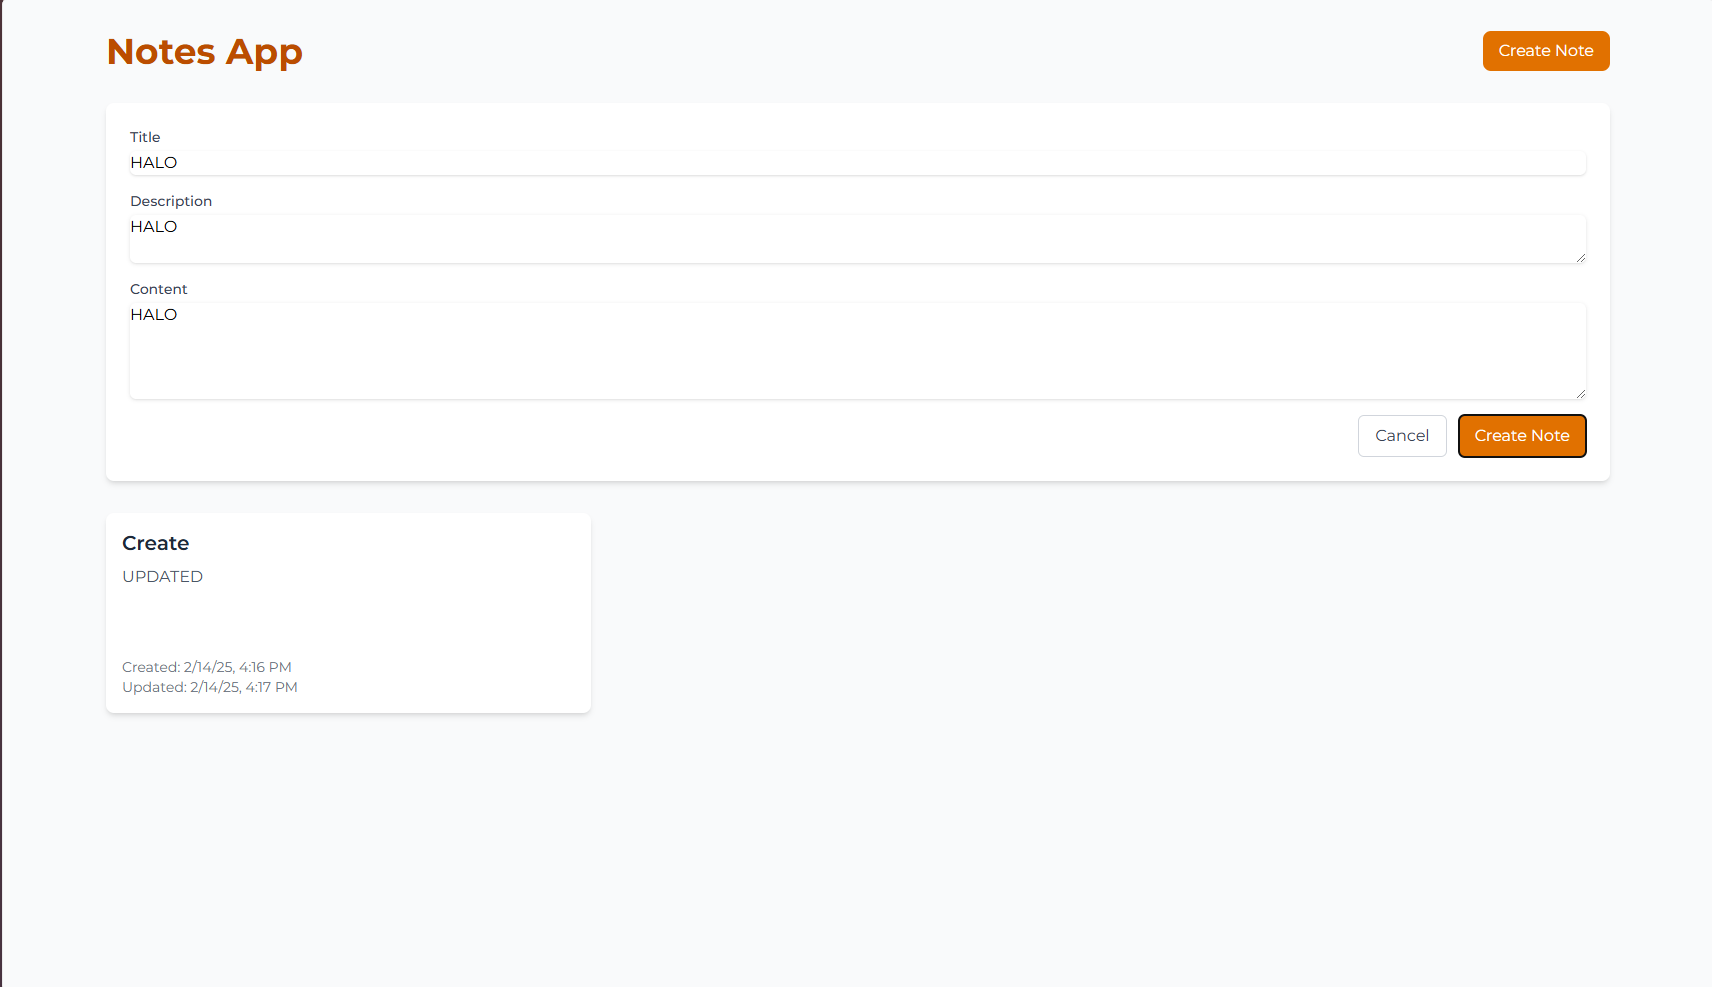 Notes App
Create Note
Title
HALO
Description
HALO
Content
HALO
Cancel
Create Note
Create
UPDATED
Created: 2/14/25, 4:16 PM
Updated: 2/14/25, 4:17 PM